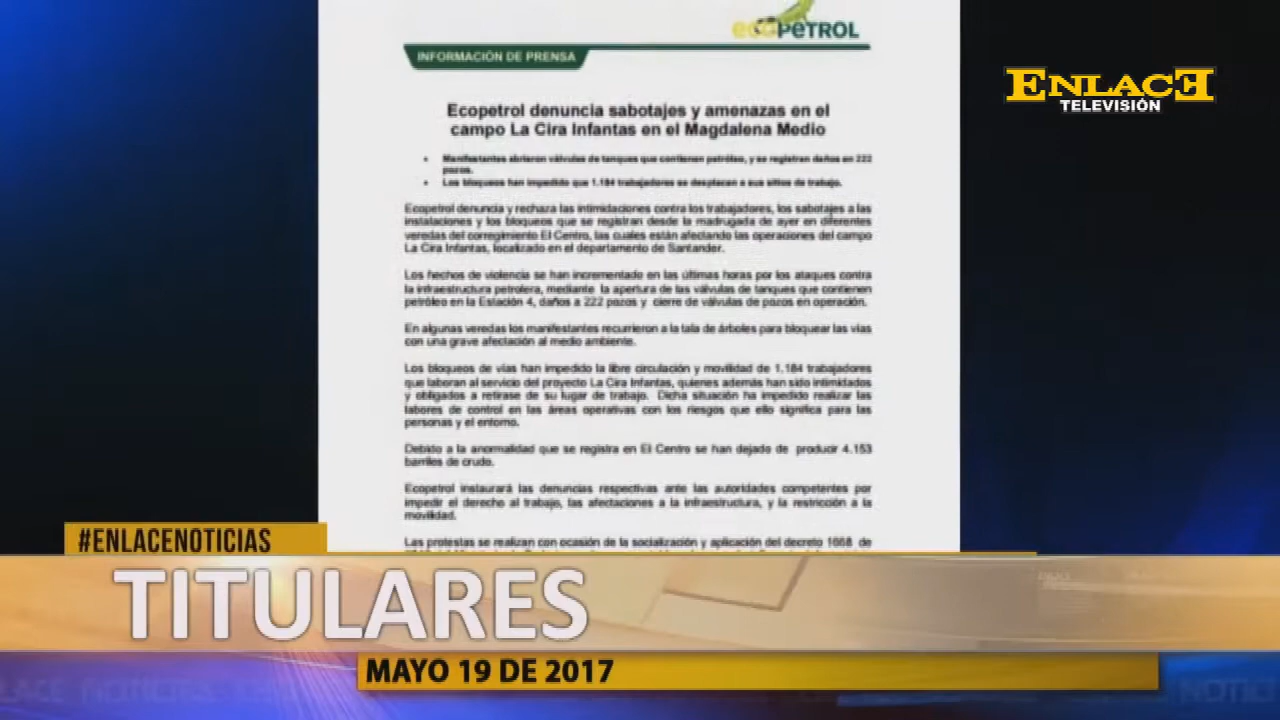 ecoPETROL
INFORMACIÓN DE PRENSA
ENLACE
TELEVISIÓN
Ecopetrol denuncia sabotajes y amenazas en el
campo La Cira Infantas en el Magdalena Medio
• Manifestantes abrieron válvulas de tanques que contienen petróleo, y se registran daños en 222
pozos.
• Los bloqueos han impedido que 1.184 trabajadores se desplacen a sus sitios de trabajo.
Ecopetrol denuncia y rechaza las intimidaciones contra los trabajadores, los sabotajes a las
instalaciones y los bloqueos que se registran desde la madrugada de ayer en diferentes
veredas del corregimiento El Centro, las cuales están afectando las operaciones del campo
La Cira Infantas, localizado en el departamento de Santander.
Los hechos de violencia se han incrementado en las últimas horas por los ataques contra
la infraestructura petrolera, mediante la apertura de las válvulas de tanques que contienen
petróleo en la Estación 4, daños a 222 pozos y cierre de válvulas de pozos en operación.
En algunas veredas los manifestantes recurrieron a la tala de árboles para bloquear las vías
con una grave afectación al medio ambiente.
Los bloqueos de vías han impedido la libre circulación y movilidad de 1.184 trabajadores
que laboran al servicio del proyecto La Cira Infantas, quienes además han sido intimidados
y obligados a retirase de su lugar de trabajo. Dicha situación ha impedido realizar las
labores de control en las áreas operativas con los riesgos que ello significa para las
personas y el entorno.
Debido a la anormalidad que se registra en El Centro se han dejado de producir 4.153
barriles de crudo.
Ecopetrol instaurará las denuncias respectivas ante las autoridades competentes por
impedir el derecho al trabajo, las afectaciones a la infraestructura, y la restricción a la
movilidad.
Las protestas se realizan con ocasión de la socialización y aplicación del decreto 1668 de
#ENLACENOTICIAS
TITULARES
MAYO 19 DE 2017